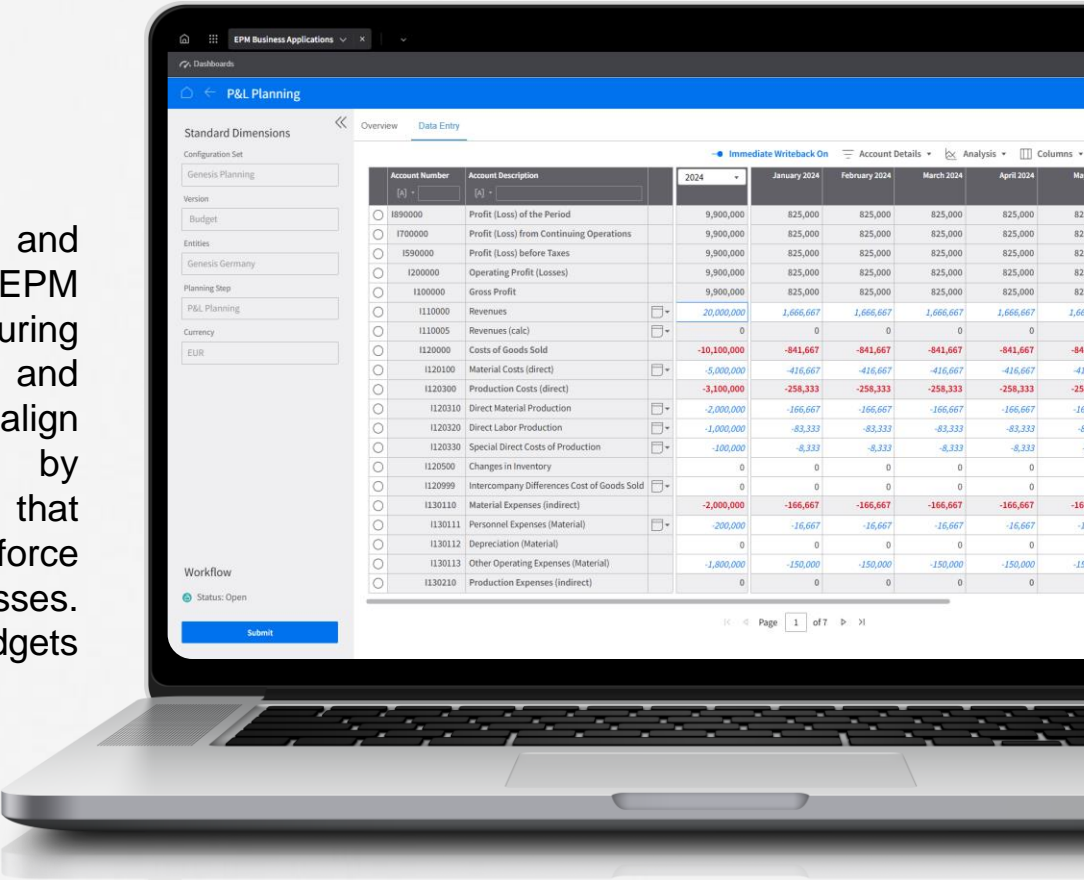 and
EPM
uring
and
align
by
that
force
sses.
dgets
EPM Business Applications
Dashboards
P&L Planning
Standard Dimensions
Configuration Set
Genesis Planning
Version
Budget
Entities
Genesis Germany
Planning Step
P&L Planning
Currency
EUR
Workflow
Status: Open
Submit
Overview Data Entry
Immediate Writeback On Account Details Analysis Columns
Account Number Account Description 2024 January 2024 February 2024 March 2024 April 2024 Ma
[A] [A]
I890000 Profit (Loss) of the Period 9,900,000 825,000 825,000 825,000 825,000 82
I700000 Profit (Loss) from Continuing Operations 9,900,000 825,000 825,000 825,000 825,000 82
I590000 Profit (Loss) before Taxes 9,900,000 825,000 825,000 825,000 825,000 82
I200000 Operating Profit (Losses) 9,900,000 825,000 825,000 825,000 825,000 82
I100000 Gross Profit 9,900,000 825,000 825,000 825,000 825,000 82
I110000 Revenues 20,000,000 1,666,667 1,666,667 1,666,667 1,666,667 1,66
I110005 Revenues (calc) 0 0 0 0 0
I120000 Costs of Goods Sold -10,100,000 -841,667 -841,667 -841,667 -841,667 -84
I120100 Material Costs (direct) -5,000,000 -416,667 -416,667 -416,667 -416,667 -41
I120300 Production Costs (direct) -3,100,000 -258,333 -258,333 -258,333 -258,333 -25
I120310 Direct Material Production -2,000,000 -166,667 -166,667 -166,667 -166,667 -16
I120320 Direct Labor Production -1,000,000 -83,333 -83,333 -83,333 -83,333 -8
I120330 Special Direct Costs of Production -100,000 -8,333 -8,333 -8,333 -8,333 -
I120500 Changes in Inventory 0 0 0 0 0
I120999 Intercompany Differences Cost of Goods Sold 0 0 0 0 0
I130110 Material Expenses (indirect) -2,000,000 -166,667 -166,667 -166,667 -166,667 -16
I130111 Personnel Expenses (Material) -200,000 -16,667 -16,667 -16,667 -16,667 -1
I130112 Depreciation (Material) 0 0 0 0 0
I130113 Other Operating Expenses (Material) -1,800,000 -150,000 -150,000 -150,000 -150,000 -15
I130210 Production Expenses (indirect) 0 0 0 0 0
Page 1 of 7